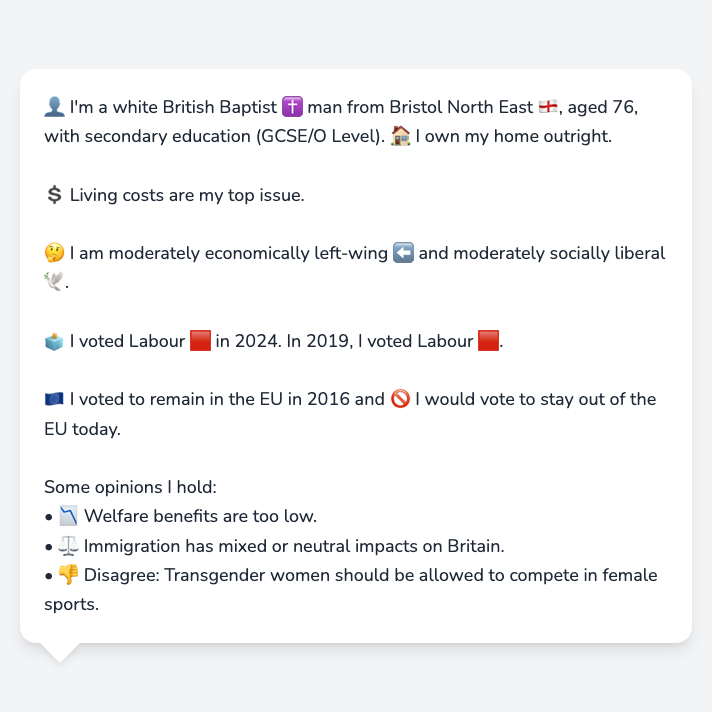 👤 I'm a white British Baptist ✝️ man from Bristol North East 🏴󠁧󠁢󠁥󠁮󠁧󠁿, aged 76,
with secondary education (GCSE/O Level). 🏠 I own my home outright.
💲 Living costs are my top issue.
🤔 I am moderately economically left-wing ⬅️ and moderately socially liberal
🕊️.
🗳️ I voted Labour 🟥 in 2024. In 2019, I voted Labour 🟥.
🇪🇺 I voted to remain in the EU in 2016 and 🚫 I would vote to stay out of the
EU today.
Some opinions I hold:
• 📉 Welfare benefits are too low.
• ⚖️ Immigration has mixed or neutral impacts on Britain.
• 👎 Disagree: Transgender women should be allowed to compete in female
sports.